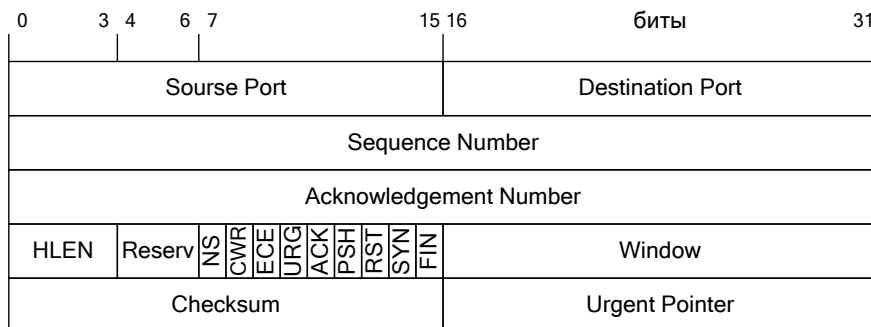 0 3 4 6 7 15 16 биты 31
Sourse Port Destination Port
Sequence Number
Acknowledgement Number
HLEN Reserv NS CWR ECE URG ACK PSH RST SYN FIN Window
Checksum Urgent Pointer